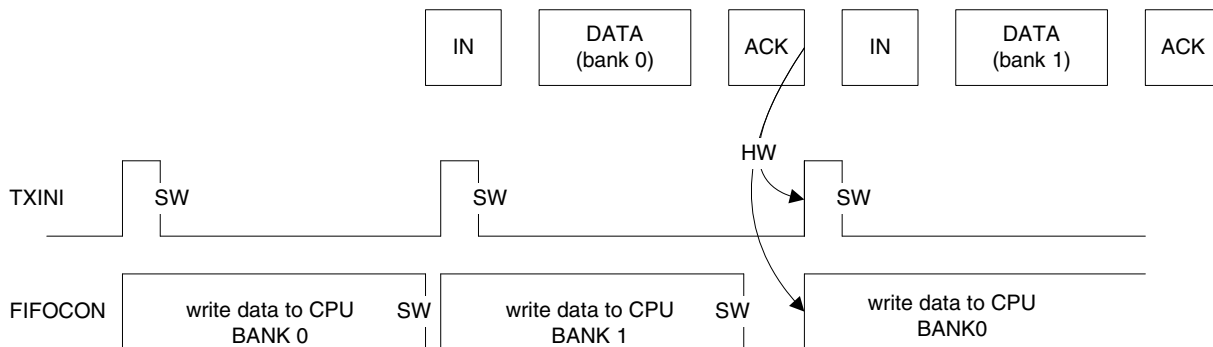 IN
DATA
(bank 0)
ACK
IN
DATA
(bank 1)
ACK
HW
TXINI
SW
SW
SW
FIFOCON
write data to CPU
BANK 0
SW
write data to CPU
BANK 1
SW
write data to CPU
BANK0